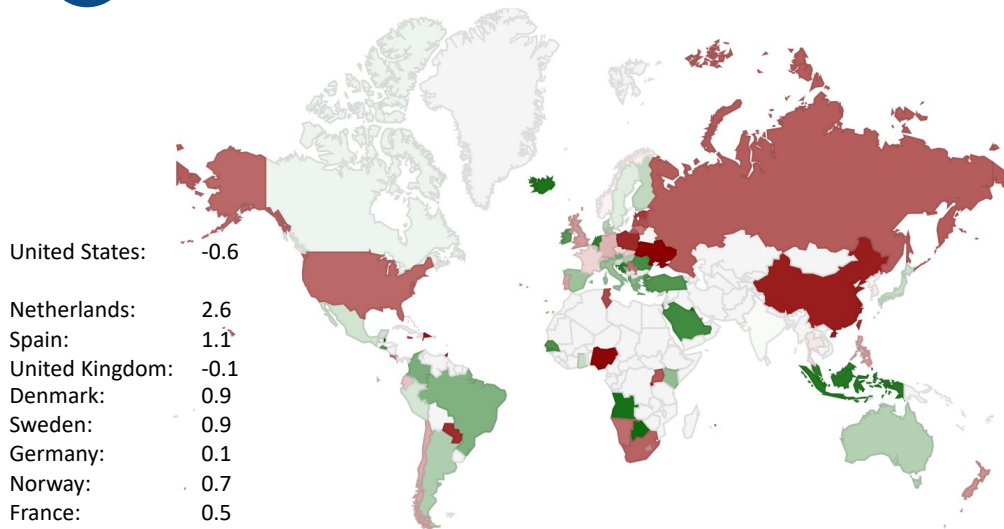 United States: -0.6
Netherlands: 2.6
Spain: 1.1
United Kingdom: -0.1
Denmark: 0.9
Sweden: 0.9
Germany: 0.1
Norway: 0.7
France: 0.5